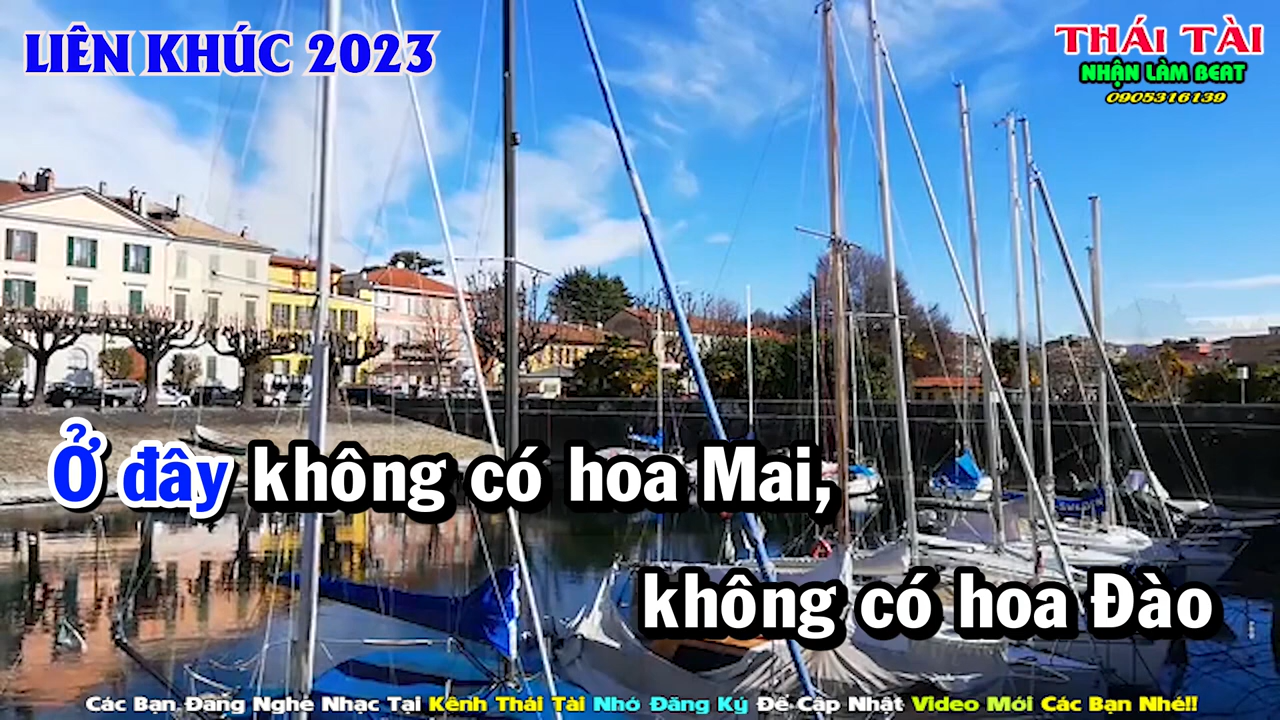 LIÊN KHÚC 2023
THÁI TÀI
NHẬN LÀM BEAT
0905316139
Ở đây không có hoa Mai,
không có hoa Đào
Các Bạn Đang Nghe Nhạc Tại Kênh Thái Tài Nhớ Đăng Ký Để Cập Nhật Video Mới Các Bạn Nhé!!